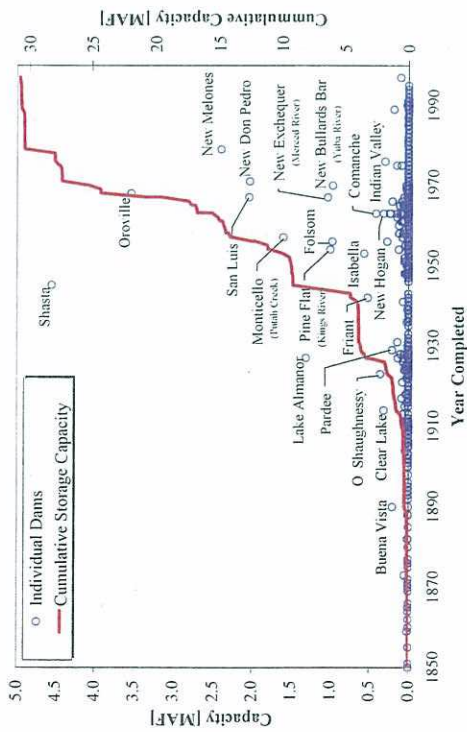 Individual Dams
Cumulative Storage Capacity
Capacity [MAF]
5.0
4.5
4.0
3.5
3.0
2.5
2.0
1.5
1.0
0.5
0.0
Cummulative Capacity [MAF]
30
25
20
15
10
5
0
Shasta
Oroville
New Melones
New Don Pedro
San Luis
Monticello
(Putah Creek)
New Exchequer
(Merced River)
New Bullards Bar
(Yuba River)
Lake Almanor
Pine Flat
(Kings River)
Folsom
Pardee
Friant
Isabella
Comanche
O Shaughnessy
New Hogan
Indian Valley
Clear Lake
Buena Vista
1850
1870
1890
1910
1930
1950
1970
1990
Year Completed